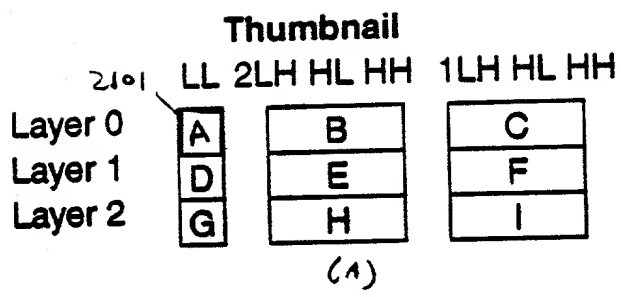 Thumbnail
2101 LL 2LH HL HH 1LH HL HH
Layer 0 A B C
Layer 1 D E F
Layer 2 G H I
(A)